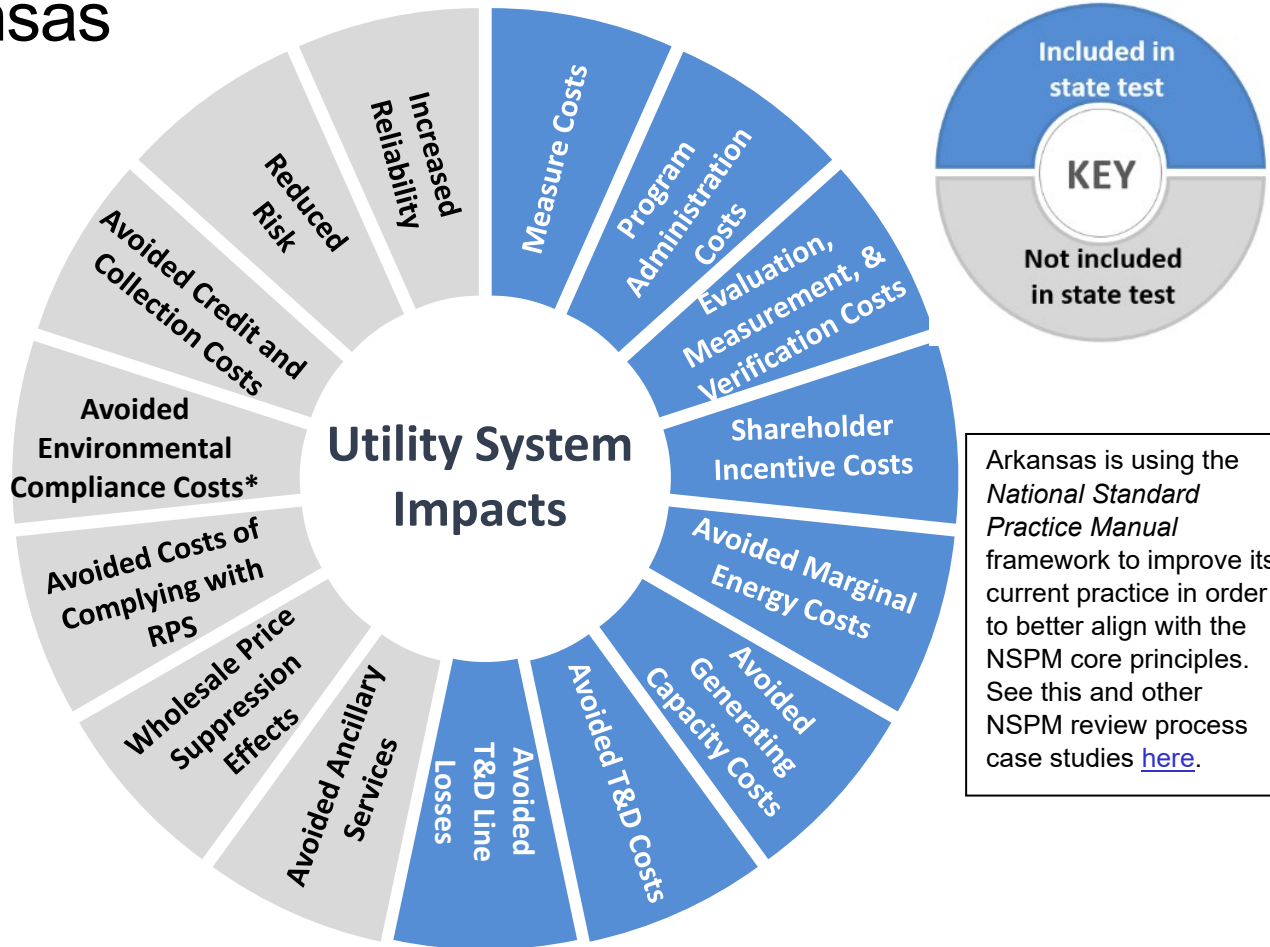 nsas
Measure Costs
Program
Administration
Costs
Evaluation,
Measurement, &
Verification Costs
Shareholder
Incentive Costs
Avoided Marginal
Energy Costs
Avoided
Generating
Capacity Costs
Avoided T&D Costs
Avoided
T&D Line
Losses
Avoided Ancillary
Services
Wholesale Price
Suppression
Effects
Avoided Costs of
Complying with
RPS
Avoided
Environmental
Compliance Costs*
Avoided Credit and
Collection Costs
Reduced
Risk
Increased
Reliability
Utility System
Impacts
Included in
state test
KEY
Not included
in state test
Arkansas is using the
National Standard
Practice Manual
framework to improve its
current practice in order
to better align with the
NSPM core principles.
See this and other
NSPM review process
case studies here.